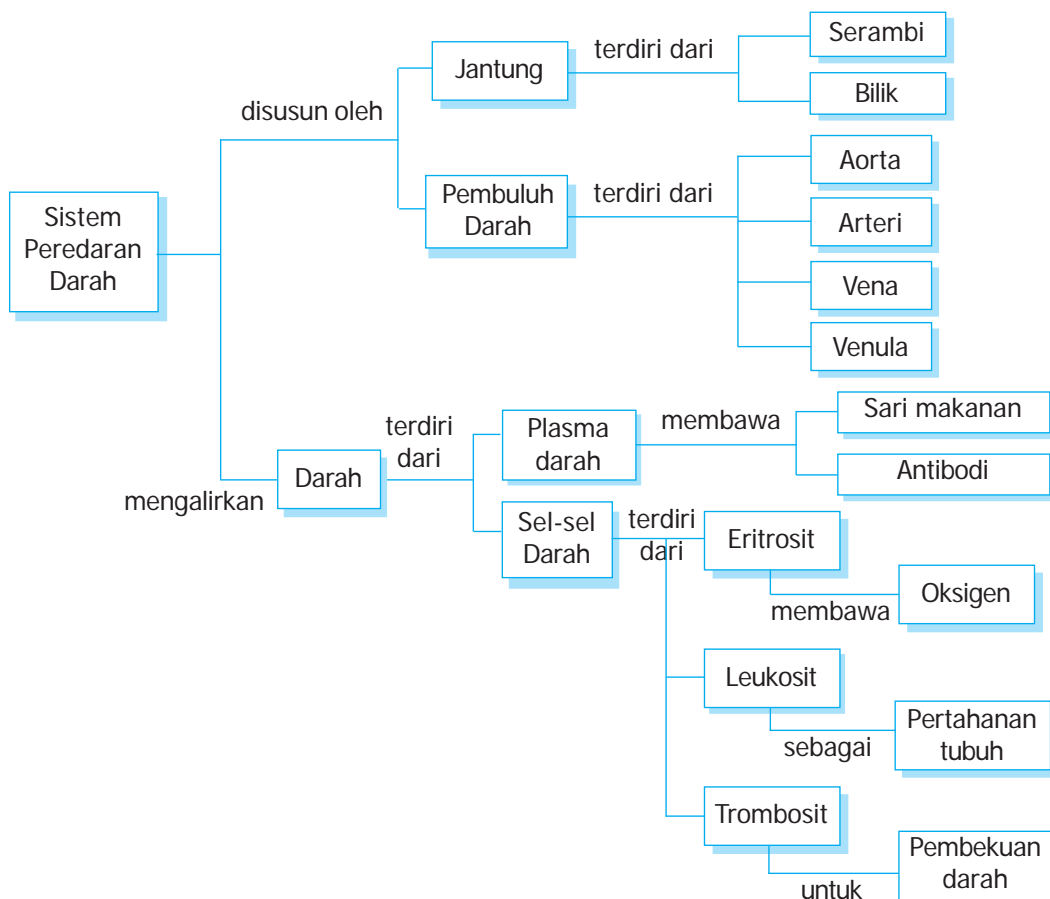 Sistem
Peredaran
Darah
disusun oleh
Jantung
terdiri dari
Serambi
Bilik
Pembuluh
Darah
terdiri dari
Aorta
Arteri
Vena
Venula
mengalirkan
Darah
terdiri
dari
Plasma
darah
membawa
Sari makanan
Antibodi
Sel-sel
Darah
terdiri
dari
Eritrosit
membawa
Oksigen
Leukosit
sebagai
Pertahanan
tubuh
Trombosit
untuk
Pembekuan
darah